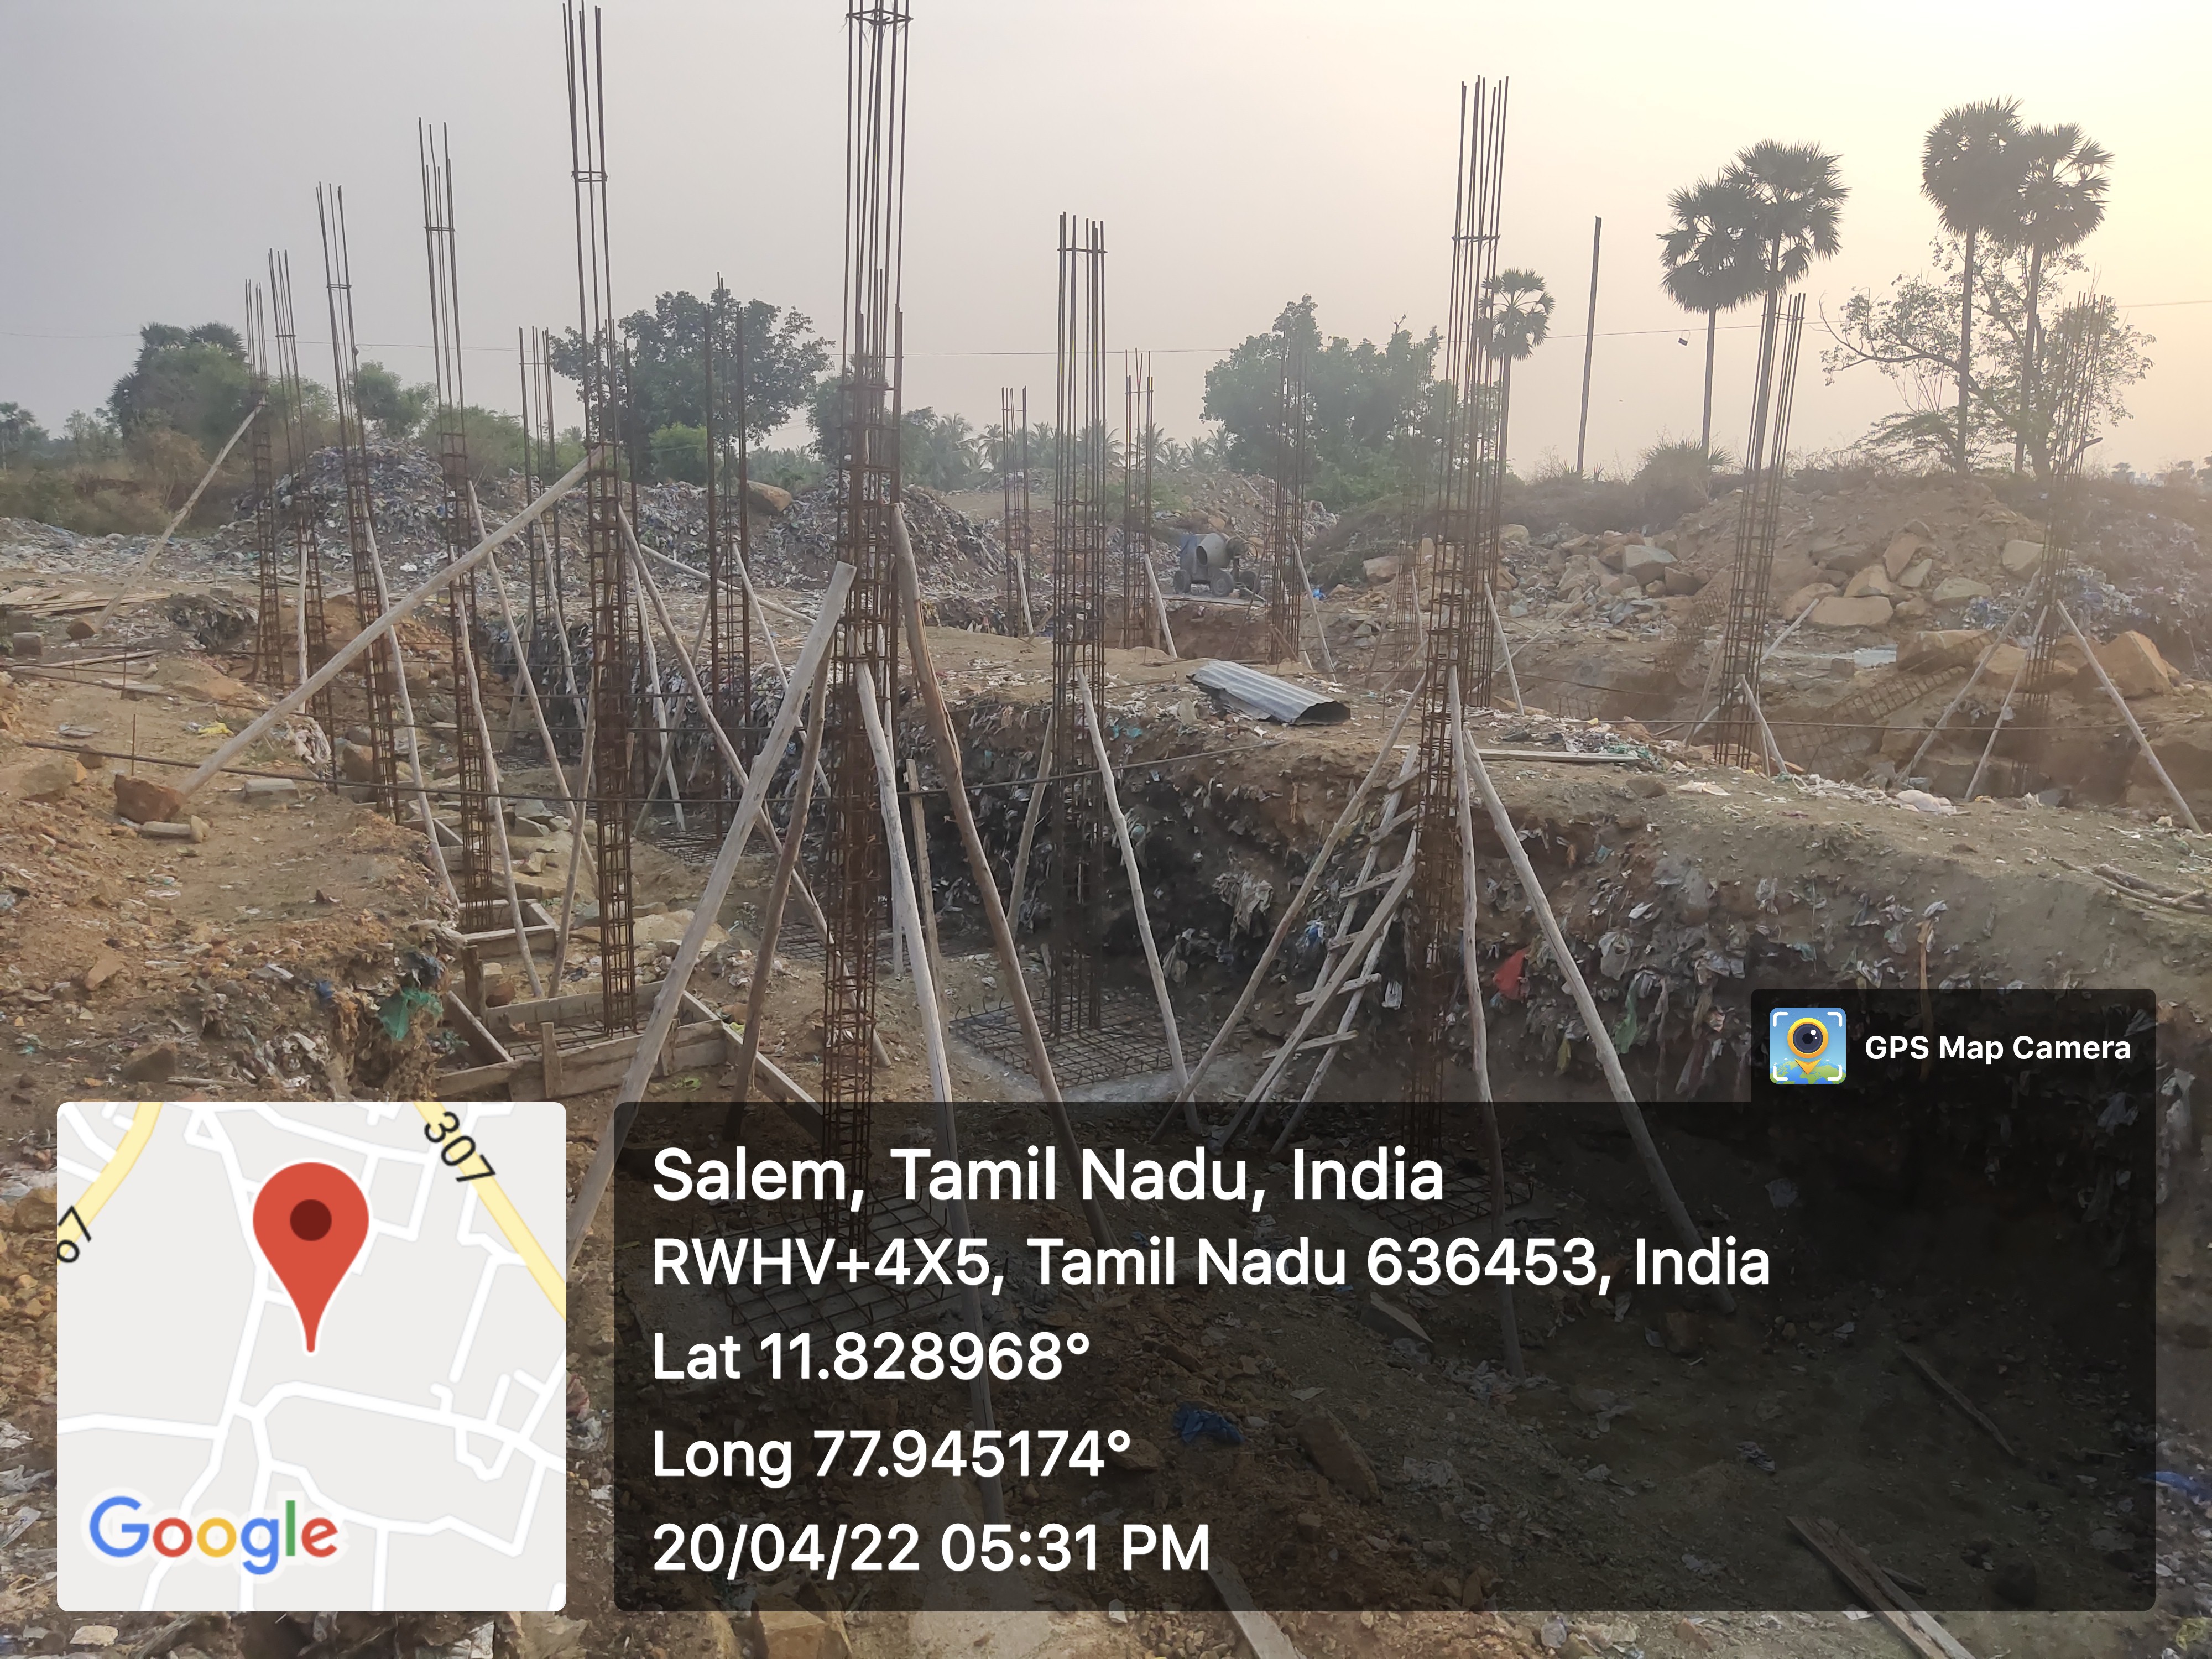 GPS Map Camera
307
67
Google
Salem, Tamil Nadu, India
RWHV+4X5, Tamil Nadu 636453, India
Lat 11.828968°
Long 77.945174°
20/04/22 05:31 PM